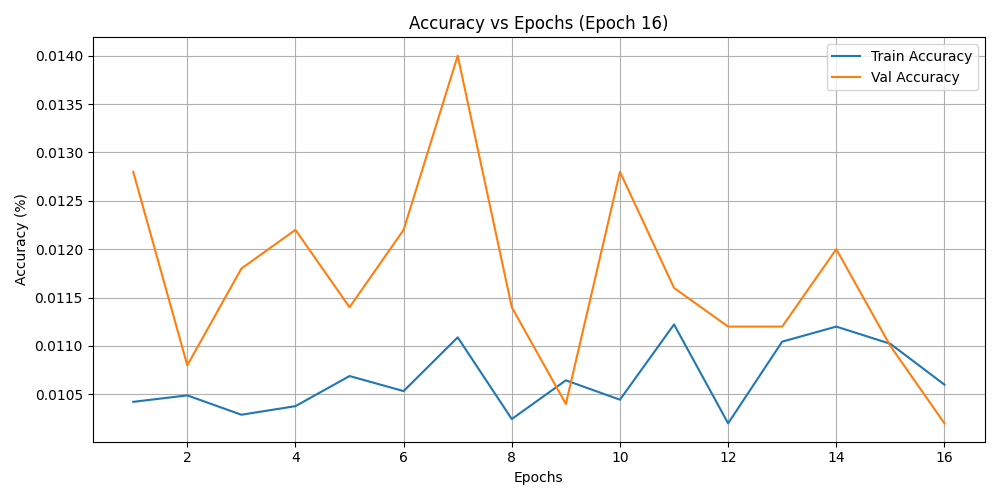 Accuracy vs Epochs (Epoch 16)
Train Accuracy
Val Accuracy
Accuracy (%)
0.0140
0.0135
0.0130
0.0125
0.0120
0.0115
0.0110
0.0105
2 4 6 8 10 12 14 16
Epochs